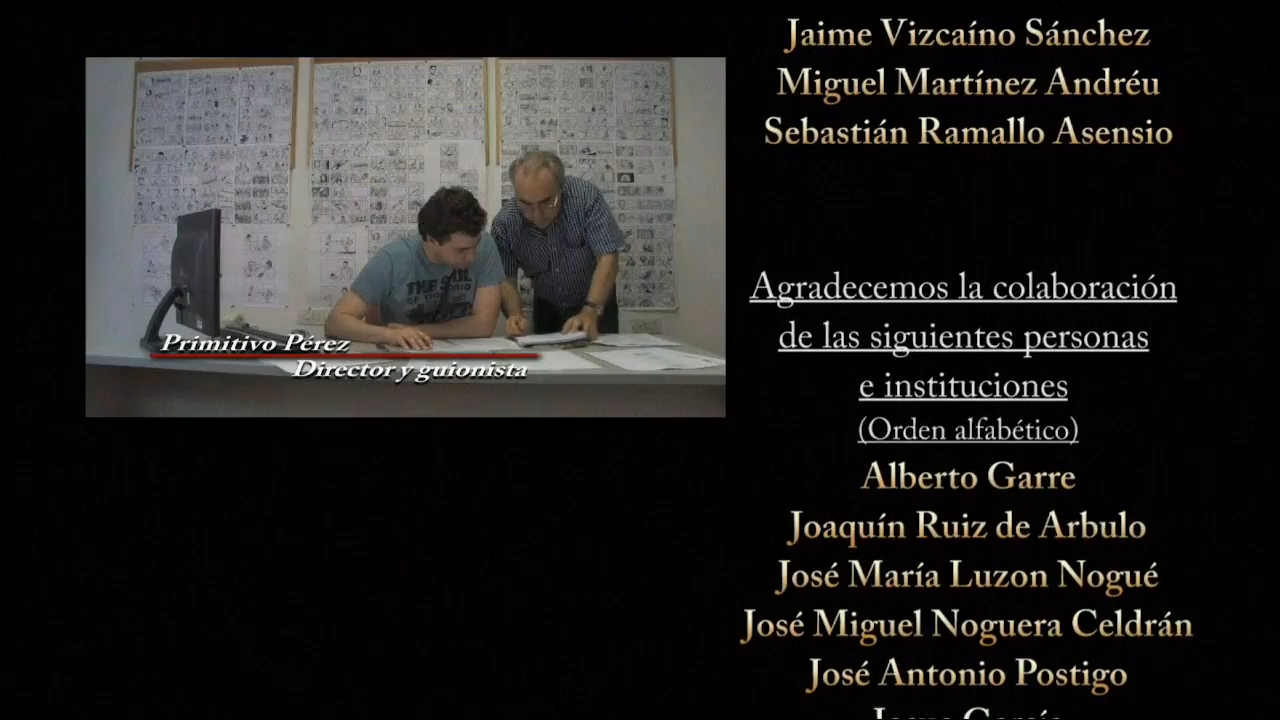 Jaime Vizcaíno Sánchez
Miguel Martínez Andréu
Sebastián Ramallo Asensio
Primitivo Pérez
Director y guionista
Agradecemos la colaboración
de las siguientes personas
e instituciones
(Orden alfabético)
Alberto Garre
Joaquín Ruiz de Arbulo
José María Luzon Nogué
José Miguel Noguera Celdrán
José Antonio Postigo